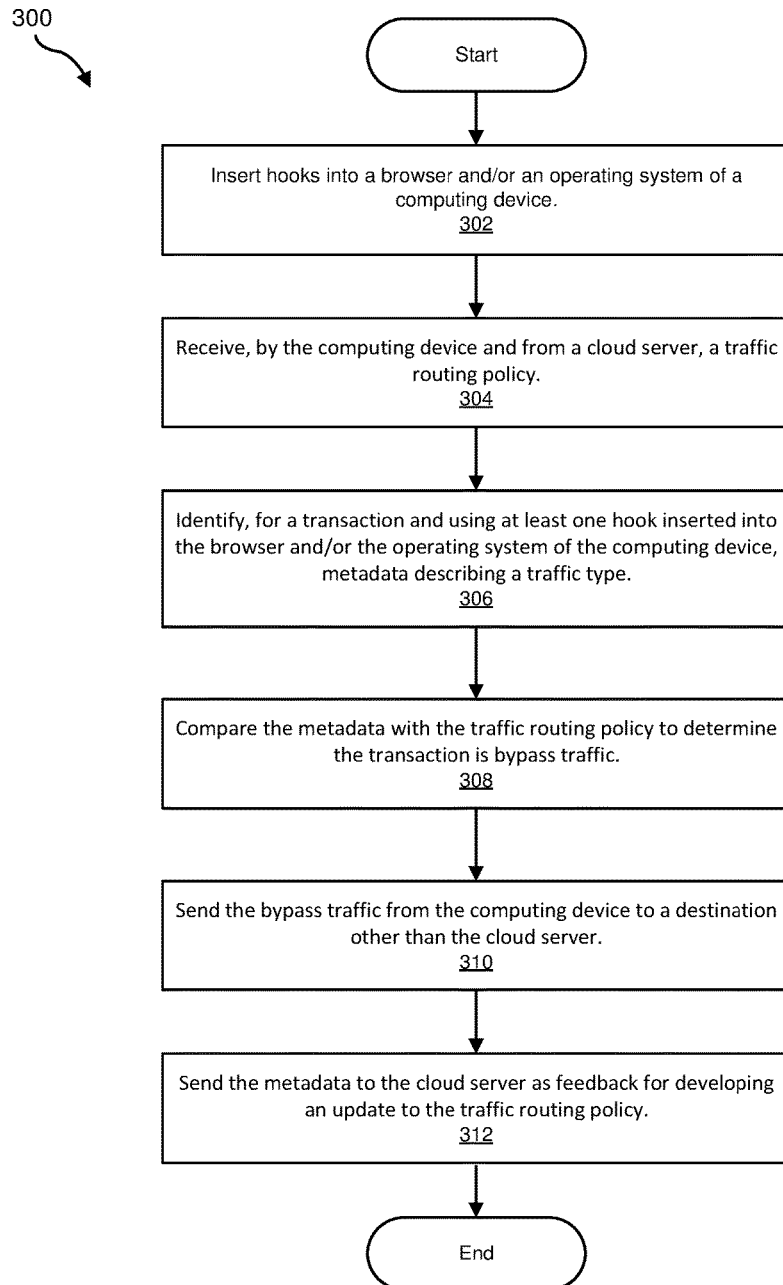 300
Start
Insert hooks into a browser and/or an operating system of a
computing device.
302
Receive, by the computing device and from a cloud server, a traffic
routing policy.
304
Identify, for a transaction and using at least one hook inserted into
the browser and/or the operating system of the computing device,
metadata describing a traffic type.
306
Compare the metadata with the traffic routing policy to determine
the transaction is bypass traffic.
308
Send the bypass traffic from the computing device to a destination
other than the cloud server.
310
Send the metadata to the cloud server as feedback for developing
an update to the traffic routing policy.
312
End